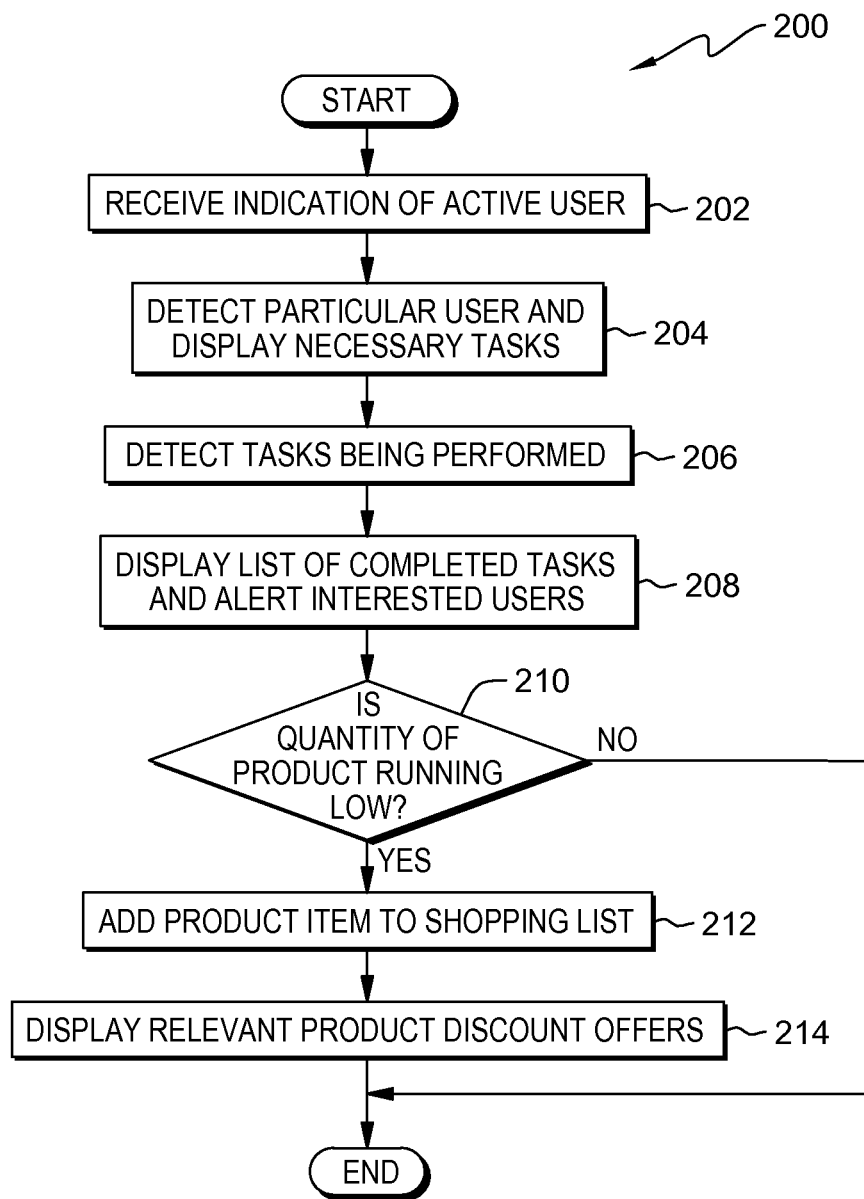 200
START
RECEIVE INDICATION OF ACTIVE USER
202
DETECT PARTICULAR USER AND
DISPLAY NECESSARY TASKS
204
DETECT TASKS BEING PERFORMED
206
DISPLAY LIST OF COMPLETED TASKS
AND ALERT INTERESTED USERS
208
210
IS
QUANTITY OF
PRODUCT RUNNING
LOW?
NO
YES
ADD PRODUCT ITEM TO SHOPPING LIST
212
DISPLAY RELEVANT PRODUCT DISCOUNT OFFERS
214
END